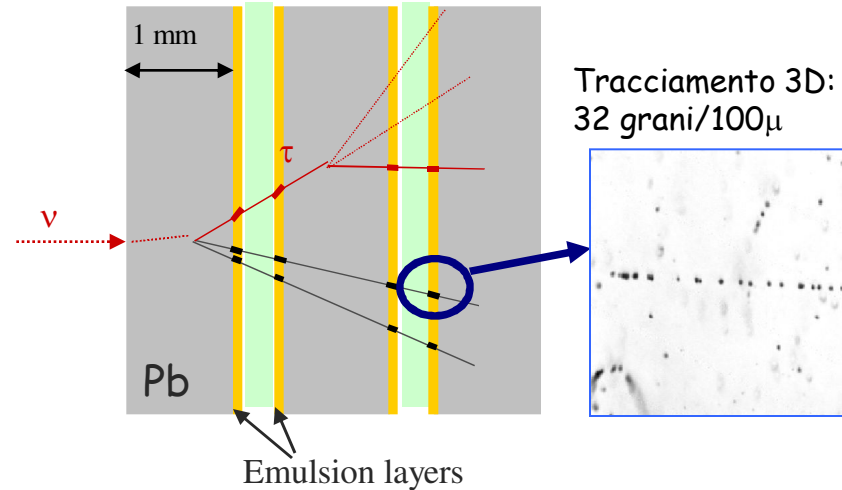 1 mm
τ
ν
Pb
Emulsion layers
Tracciamento 3D:
32 grani/100μ